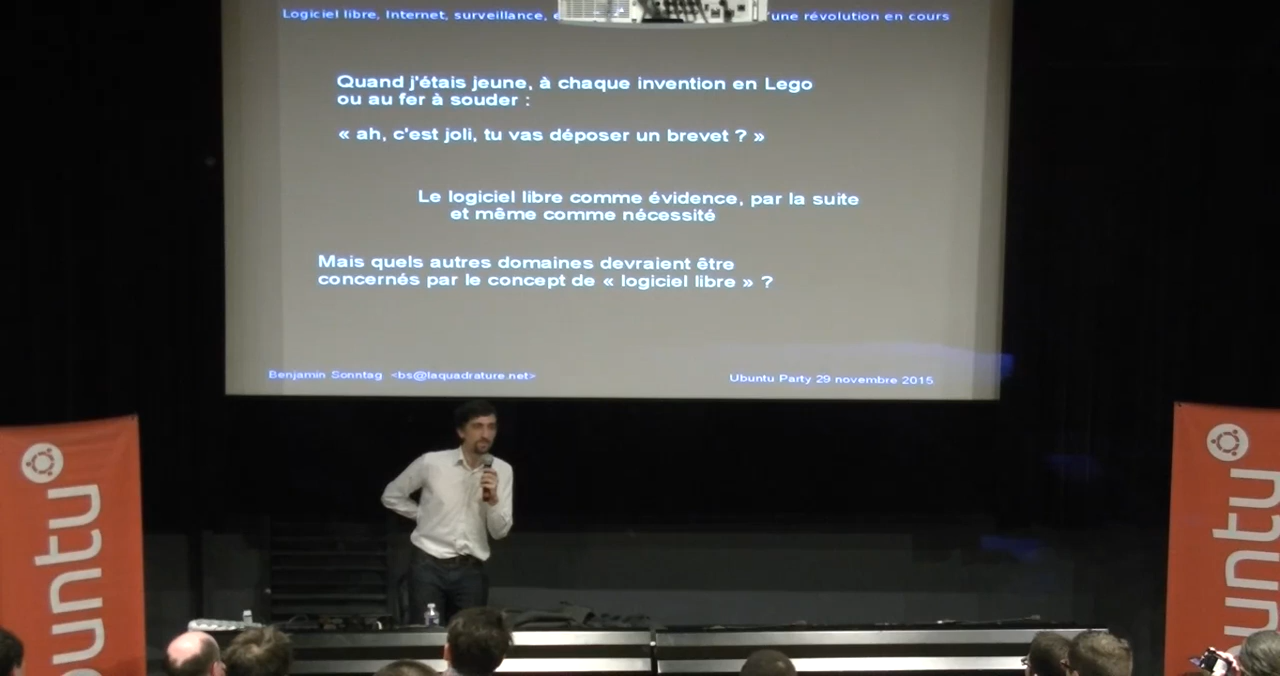 Logiciel libre, Internet, surveillance, une révolution en cours
Quand j'étais jeune, à chaque invention en Lego
ou au fer à souder :
« ah, c'est joli, tu vas déposer un brevet ? »
Le logiciel libre comme évidence, par la suite
et même comme nécessité
Mais quels autres domaines devraient être
concernés par le concept de « logiciel libre » ?
Benjamin Sonntag <bs@laquadrature.net>
Ubuntu Party 29 novembre 2015
untu
untu